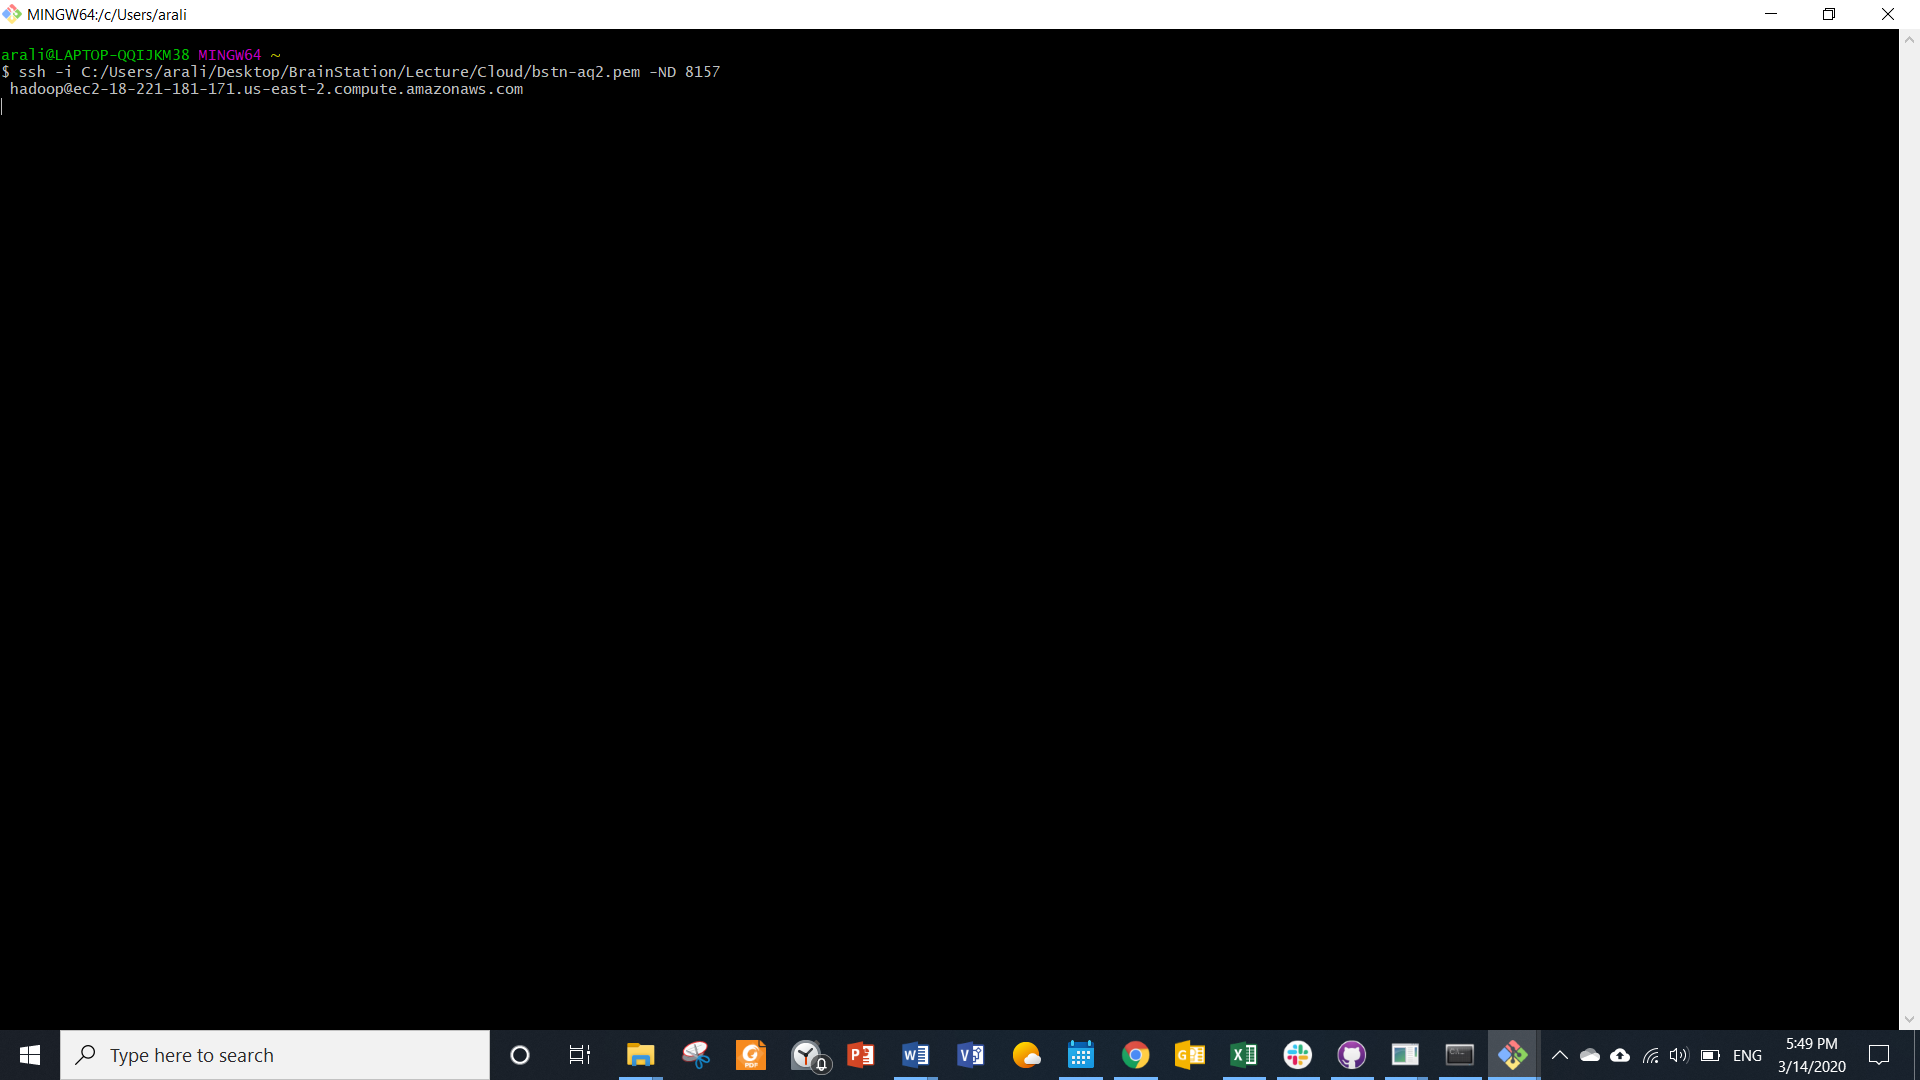 MINGW64:/c/Users/arali
arali@LAPTOP-QQIJKM38 MINGW64 ~
$ ssh -i C:/Users/arali/Desktop/BrainStation/Lecture/Cloud/bstn-aq2.pem -ND 8157
hadoop@ec2-18-221-181-171.us-east-2.compute.amazonaws.com
Type here to search
ENG
5:49 PM
3/14/2020